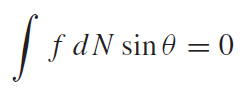 ∫ f dN sin θ = 0